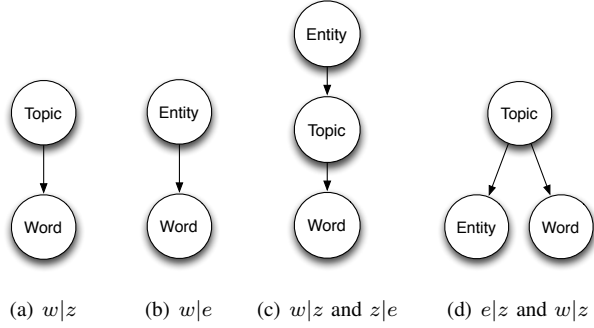 Topic
Word
Entity
Word
Entity
Topic
Word
Topic
Entity Word
(a) w|z (b) w|e (c) w|z and z|e (d) e|z and w|z